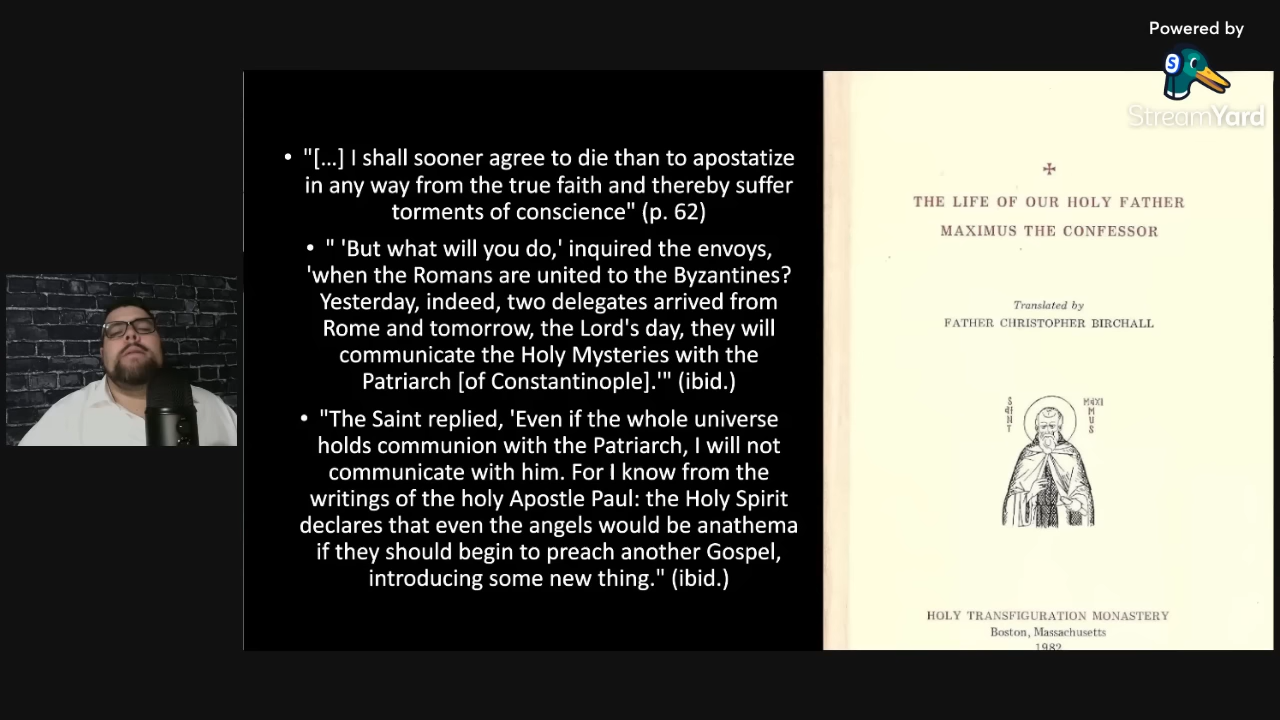 Powered by
S
StreamYard
• "[...] I shall sooner agree to die than to apostatize
in any way from the true faith and thereby suffer
torments of conscience" (p. 62)
• " 'But what will you do,' inquired the envoys,
'when the Romans are united to the Byzantines?
Yesterday, indeed, two delegates arrived from
Rome and tomorrow, the Lord's day, they will
communicate the Holy Mysteries with the
Patriarch [of Constantinople].'" (ibid.)
• "The Saint replied, 'Even if the whole universe
holds communion with the Patriarch, I will not
communicate with him. For I know from the
writings of the holy Apostle Paul: the Holy Spirit
declares that even the angels would be anathema
if they should begin to preach another Gospel,
introducing some new thing." (ibid.)
THE LIFE OF OUR HOLY FATHER
MAXIMUS THE CONFESSOR
Translated by
FATHER CHRISTOPHER BIRCHALL
HOLY TRANSFIGURATION MONASTERY
Boston, Massachusetts
1982